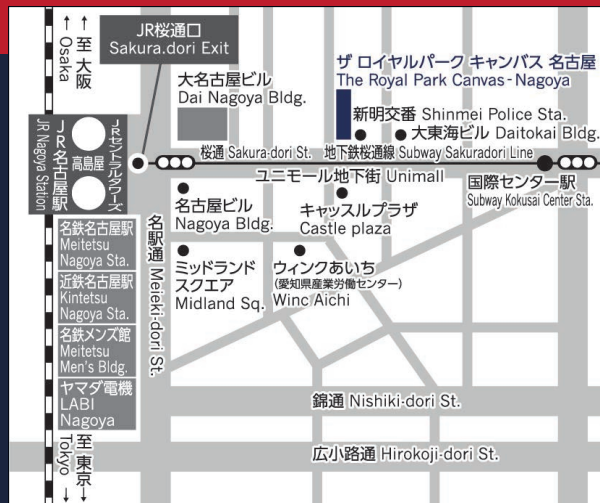 ↑ 至 大阪 ↑
Osaka
JR桜通口
Sakura.dori Exit
大名古屋ビル
Dai Nagoya Bldg.
ザ ロイヤルパーク キャンバス 名古屋
The Royal Park Canvas-Nagoya
新明交番 Shinmei Police Sta.
大東海ビル Daitokai Bldg.
JR名古屋駅
JR Nagoya Station
高島屋
JRセントラルタワーズ
桜通 Sakura-dori St.
地下鉄桜通線 Subway Sakuradori Line
ユニモール地下街 Unimall
国際センター駅
Subway Kokusai Center Sta.
名古屋ビル
Nagoya Bldg.
キャッスルプラザ
Castle plaza
名鉄名古屋駅
Meitetsu
Nagoya Sta.
近鉄名古屋駅
Kintetsu
Nagoya Sta.
名鉄メンズ館
Meitetsu
Men's Bldg.
ヤマダ電機
LABI
Nagoya
名駅通 Meieki-dori St.
ミッドランド
スクエア
Midland Sq.
ウィンクあいち
(愛知県産業労働センター)
Winc Aichi
錦通 Nishiki-dori St.
広小路通 Hirokoji-dori St.
↓ 至 東京 ↓
Tokyo